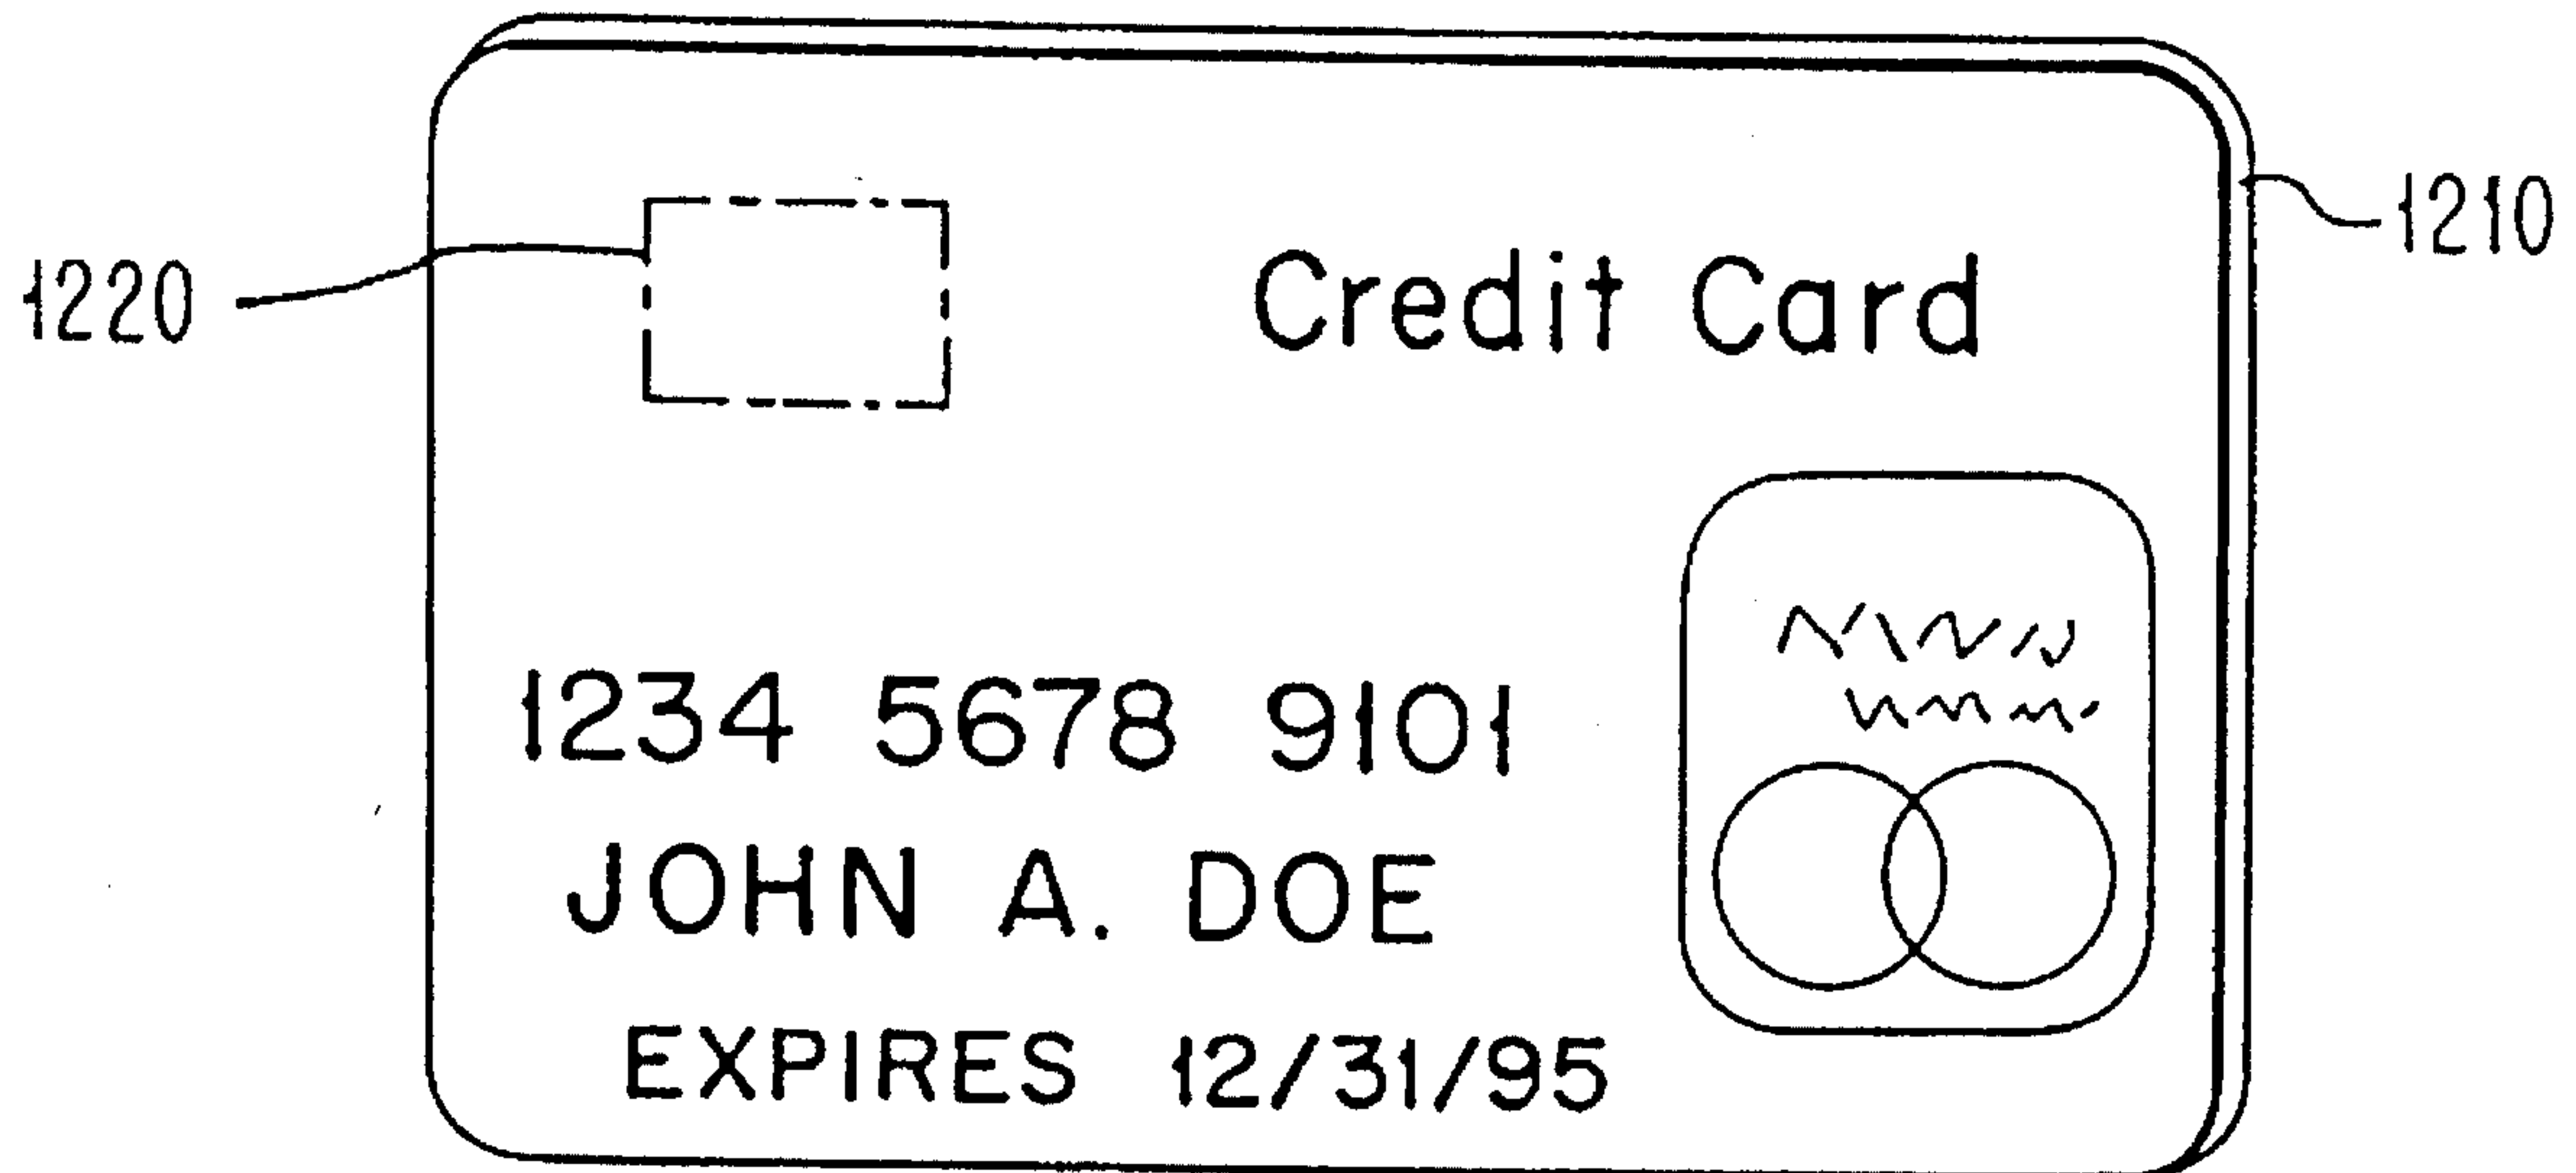 1210
1220
Credit Card
1234 5678 9101
JOHN A. DOE
EXPIRES 12/31/95